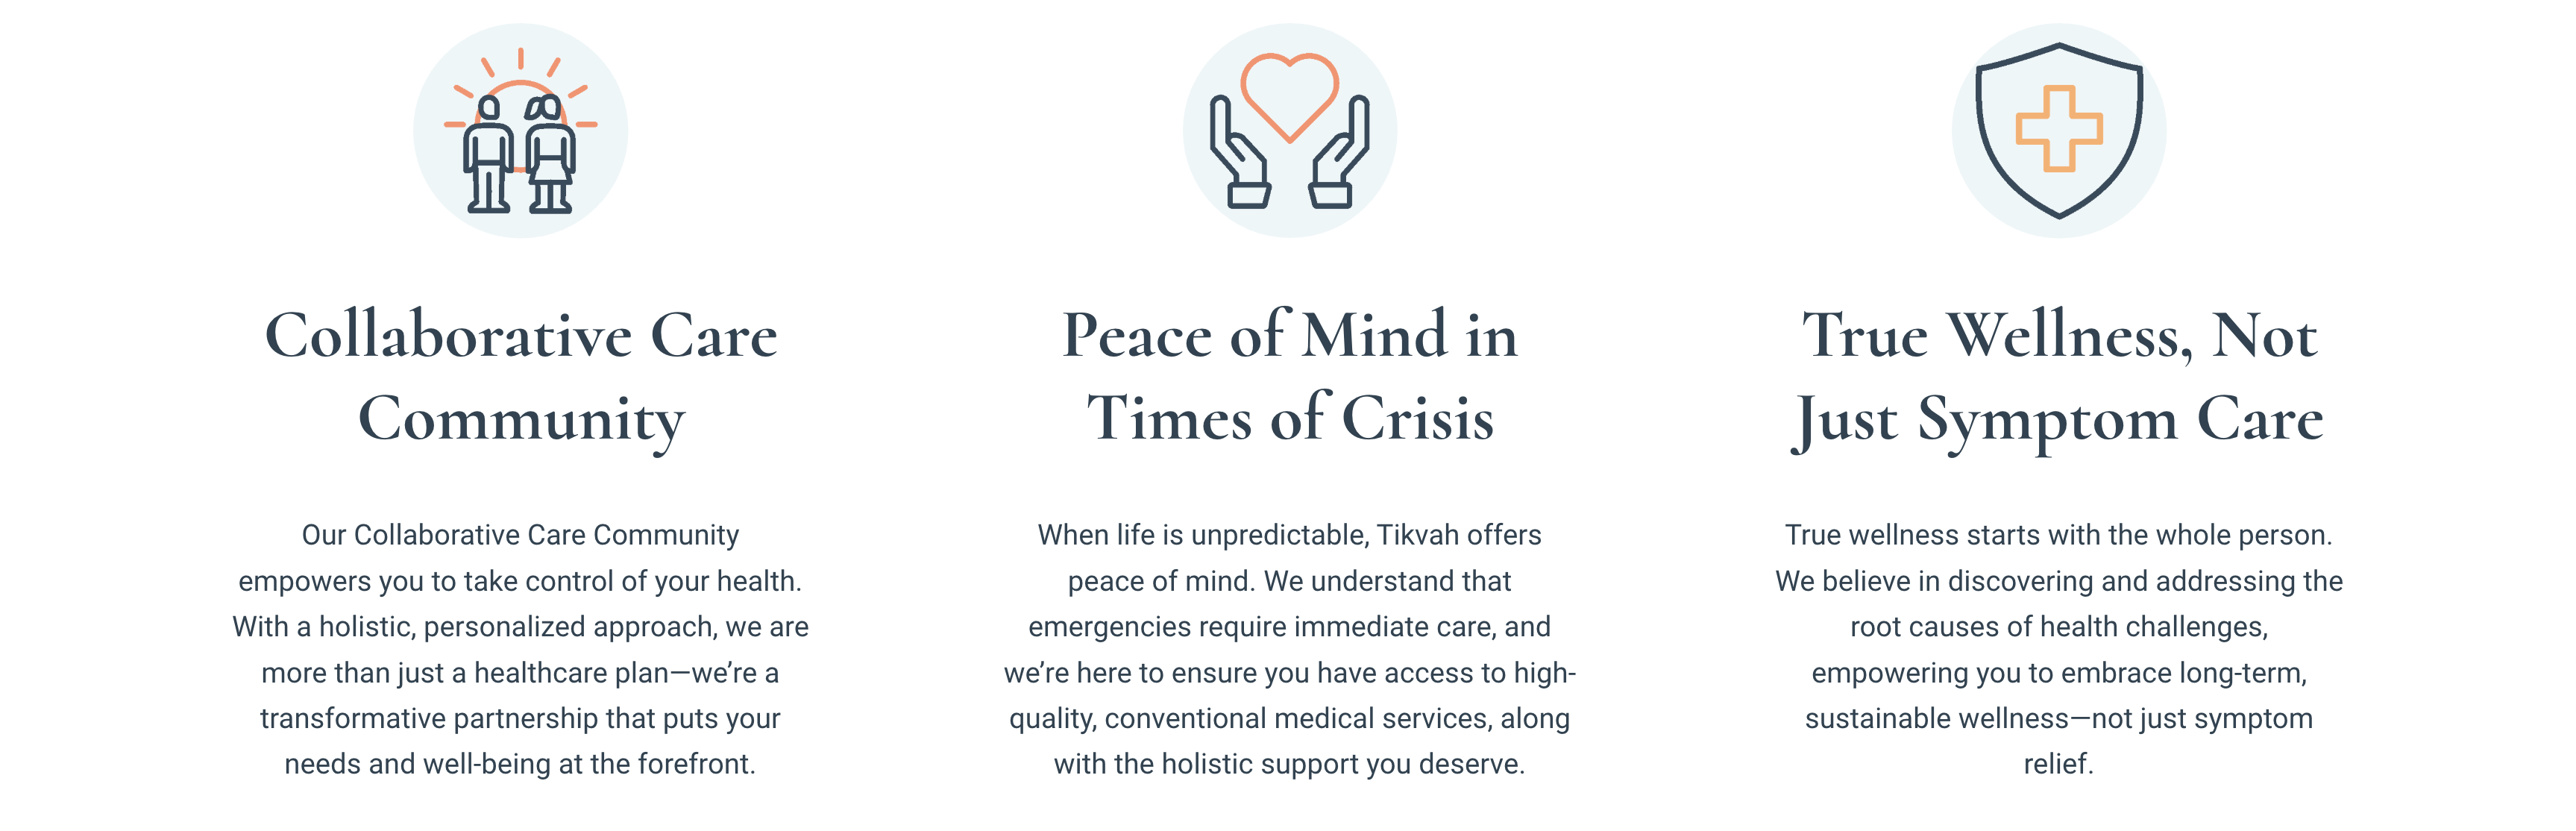 Collaborative Care
Community
Our Collaborative Care Community
empowers you to take control of your health.
With a holistic, personalized approach, we are
more than just a healthcare plan—we’re a
transformative partnership that puts your
needs and well-being at the forefront.
Peace of Mind in
Times of Crisis
When life is unpredictable, Tikvah offers
peace of mind. We understand that
emergencies require immediate care, and
we’re here to ensure you have access to high-
quality, conventional medical services, along
with the holistic support you deserve.
True Wellness, Not
Just Symptom Care
True wellness starts with the whole person.
We believe in discovering and addressing the
root causes of health challenges,
empowering you to embrace long-term,
sustainable wellness—not just symptom
relief.